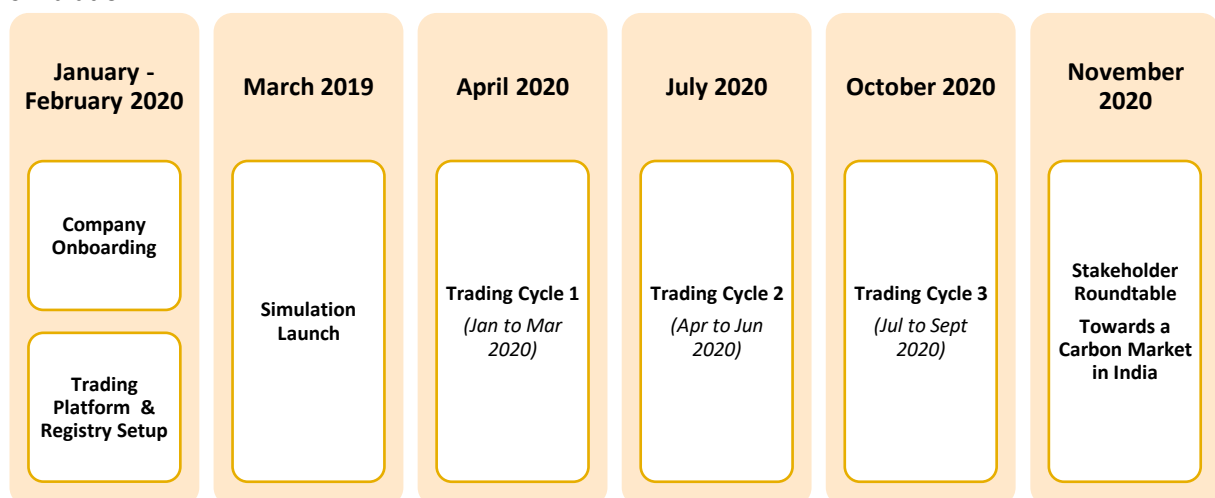 January -
February 2020
Company
Onboarding
Trading
Platform & 
Registry Setup
March 2019
Simulation
Launch
April 2020
Trading Cycle 1
(Jan to Mar
2020)
July 2020
Trading Cycle 2
(Apr to Jun
2020)
October 2020
Trading Cycle 3
(Jul to Sept
2020)
November
2020
Stakeholder
Roundtable
Towards a
Carbon Market
in India